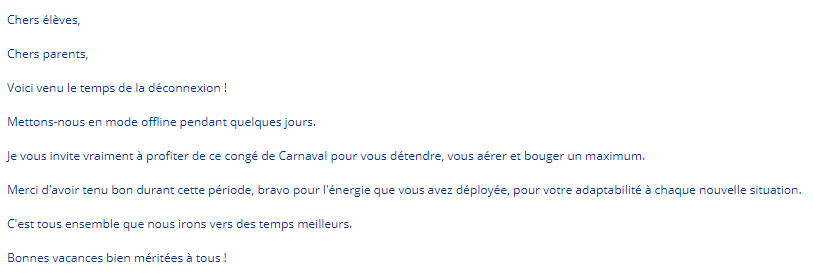 Chers élèves,
Chers parents,
Voici venu le temps de la déconnexion !
Mettons-nous en mode offline pendant quelques jours.
Je vous invite vraiment à profiter de ce congé de Carnaval pour vous détendre, vous aérer et bouger un maximum.
Merci d'avoir tenu bon durant cette période, bravo pour l'énergie que vous avez déployée, pour votre adaptabilité à chaque nouvelle situation.
C'est tous ensemble que nous irons vers des temps meilleurs.
Bonnes vacances bien méritées à tous !